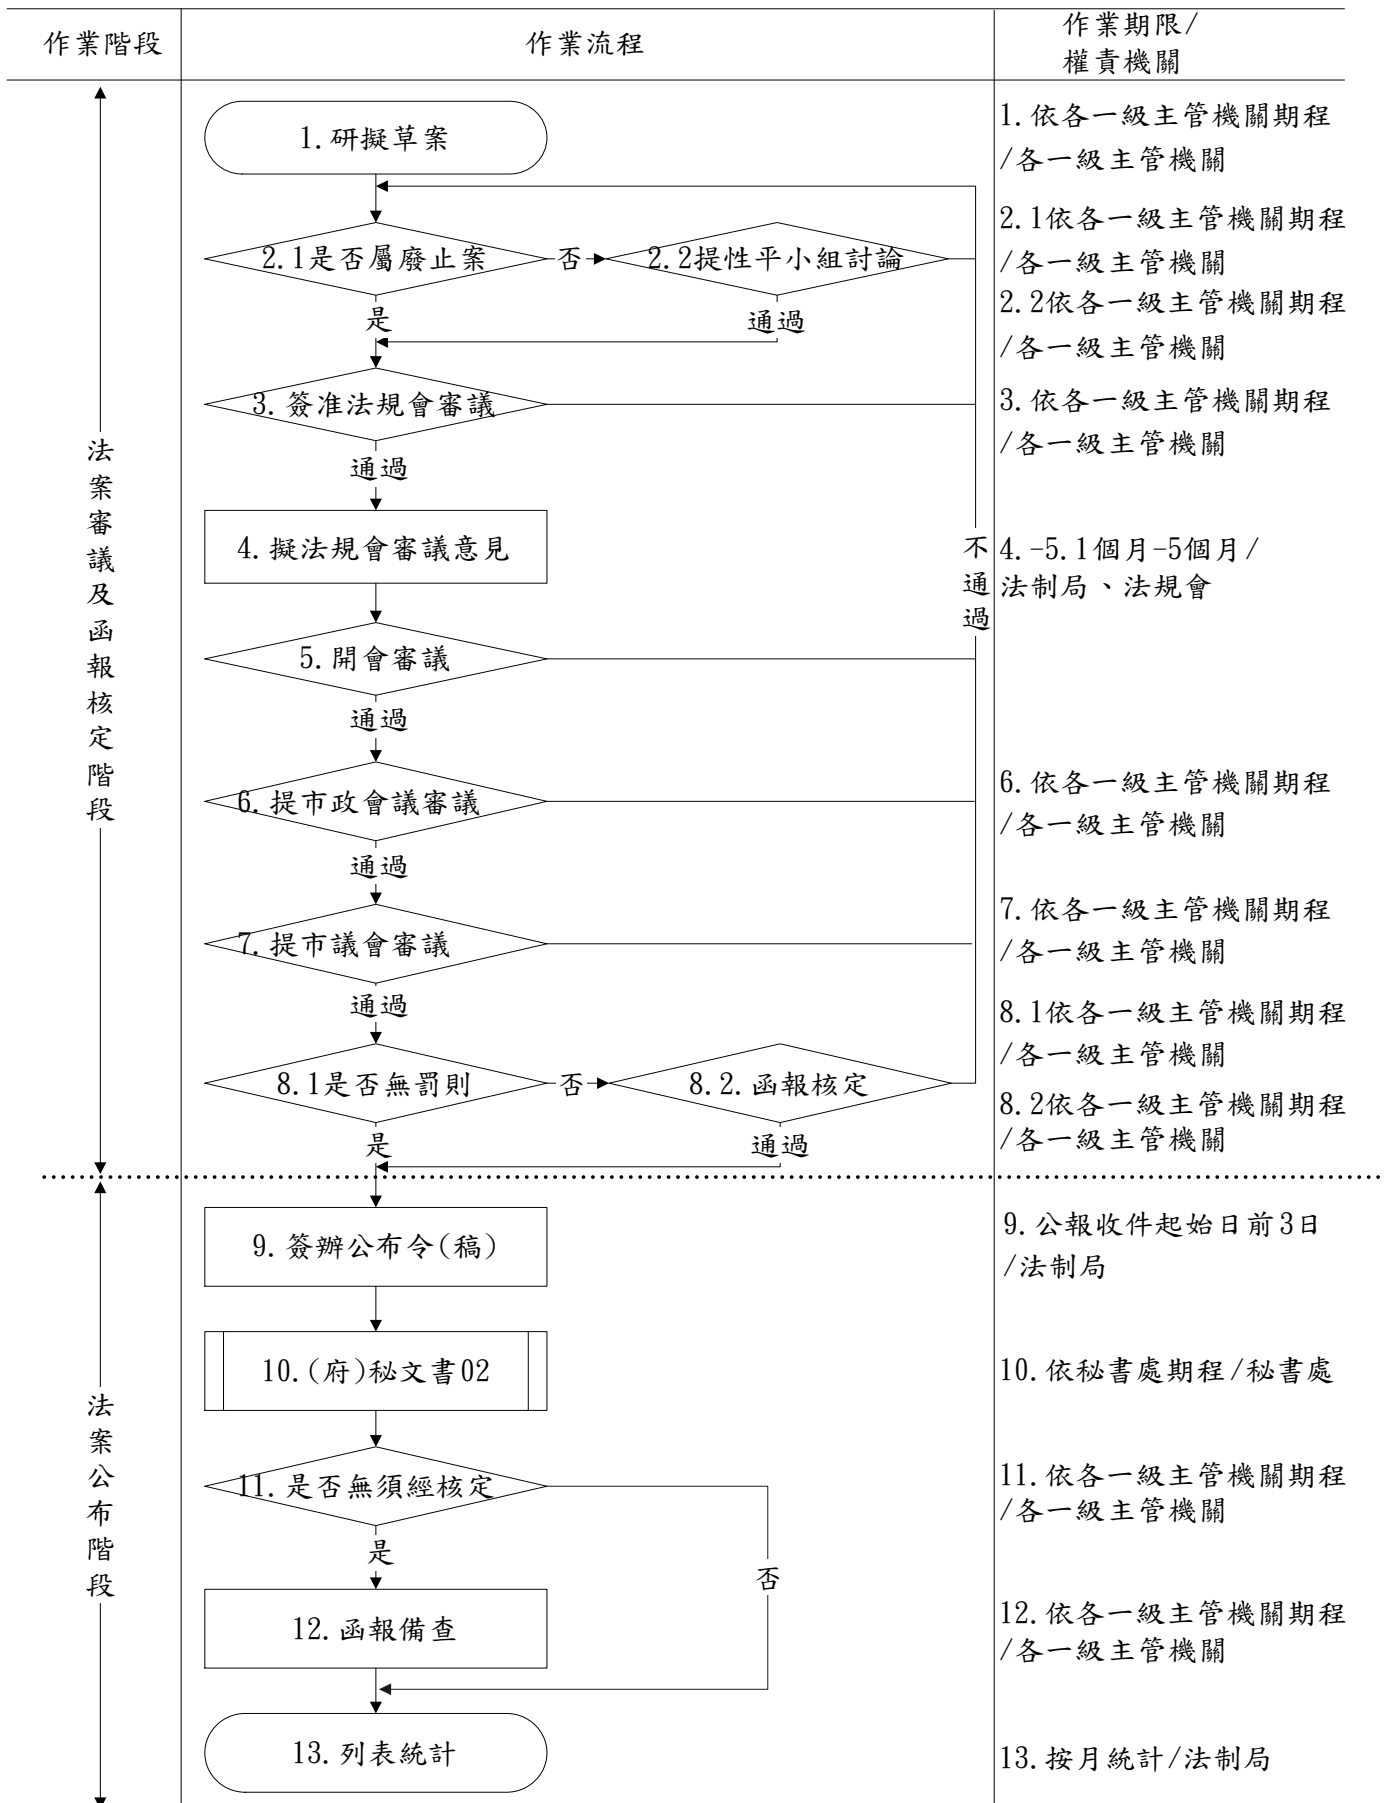 作業階段
作業流程
作業期限/
權責機關
1.研擬草案
1.依各一級主管機關期程
/各一級主管機關
2.1是否屬廢止案
否
2.2提性平小組討論
2.1依各一級主管機關期程
/各一級主管機關
2.2依各一級主管機關期程
/各一級主管機關
是
通過
3.簽准法規會審議
3.依各一級主管機關期程
/各一級主管機關
通過
法案審議及函報核定階段
4.擬法規會審議意見
不通過
4.-5.1個月-5個月/
法制局、法規會
5.開會審議
通過
6.提市政會議審議
6.依各一級主管機關期程
/各一級主管機關
通過
7.提市議會審議
7.依各一級主管機關期程
/各一級主管機關
通過
8.1是否無罰則
否
8.2.函報核定
8.1依各一級主管機關期程
/各一級主管機關
8.2依各一級主管機關期程
/各一級主管機關
是
通過
9.簽辦公布令(稿)
9.公報收件起始日前3日
/法制局
10.(府)秘文書02
10.依秘書處期程/秘書處
法案公布階段
11.是否無須經核定
11.依各一級主管機關期程
/各一級主管機關
是
否
12.函報備查
12.依各一級主管機關期程
/各一級主管機關
13.列表統計
13.按月統計/法制局